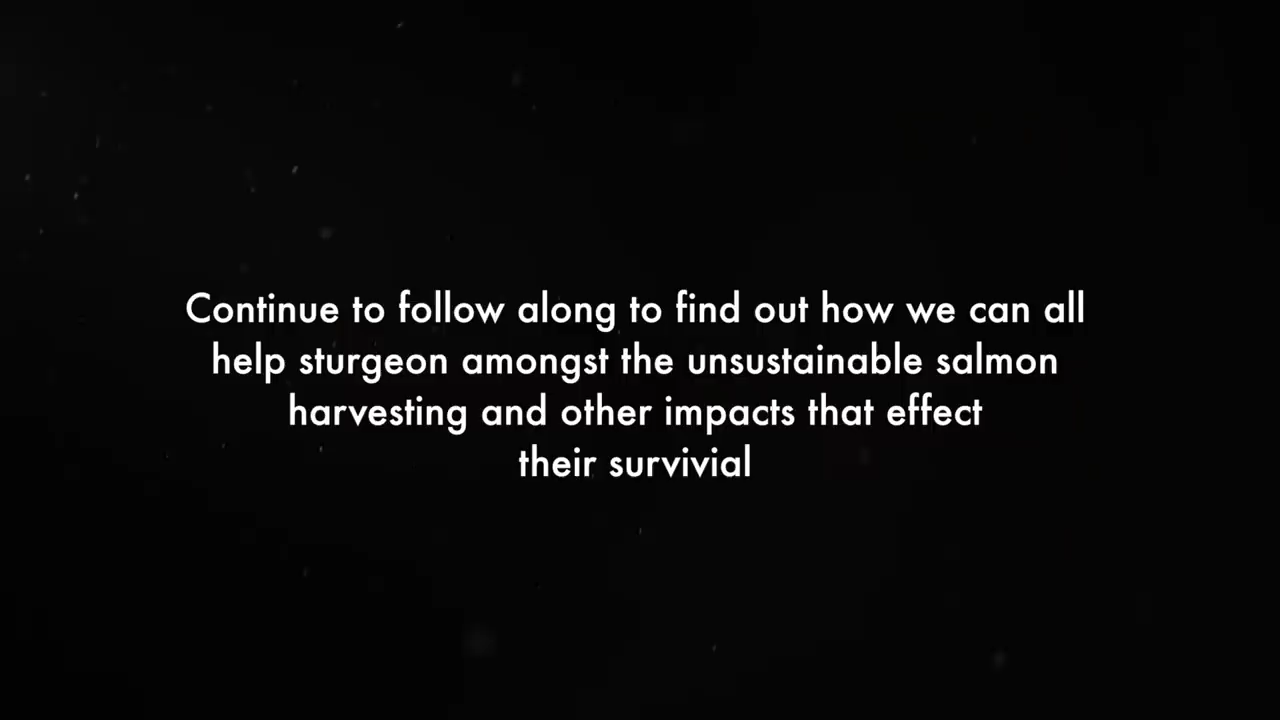 Continue to follow along to find out how we can all
help sturgeon amongst the unsustainable salmon
harvesting and other impacts that effect
their survivial